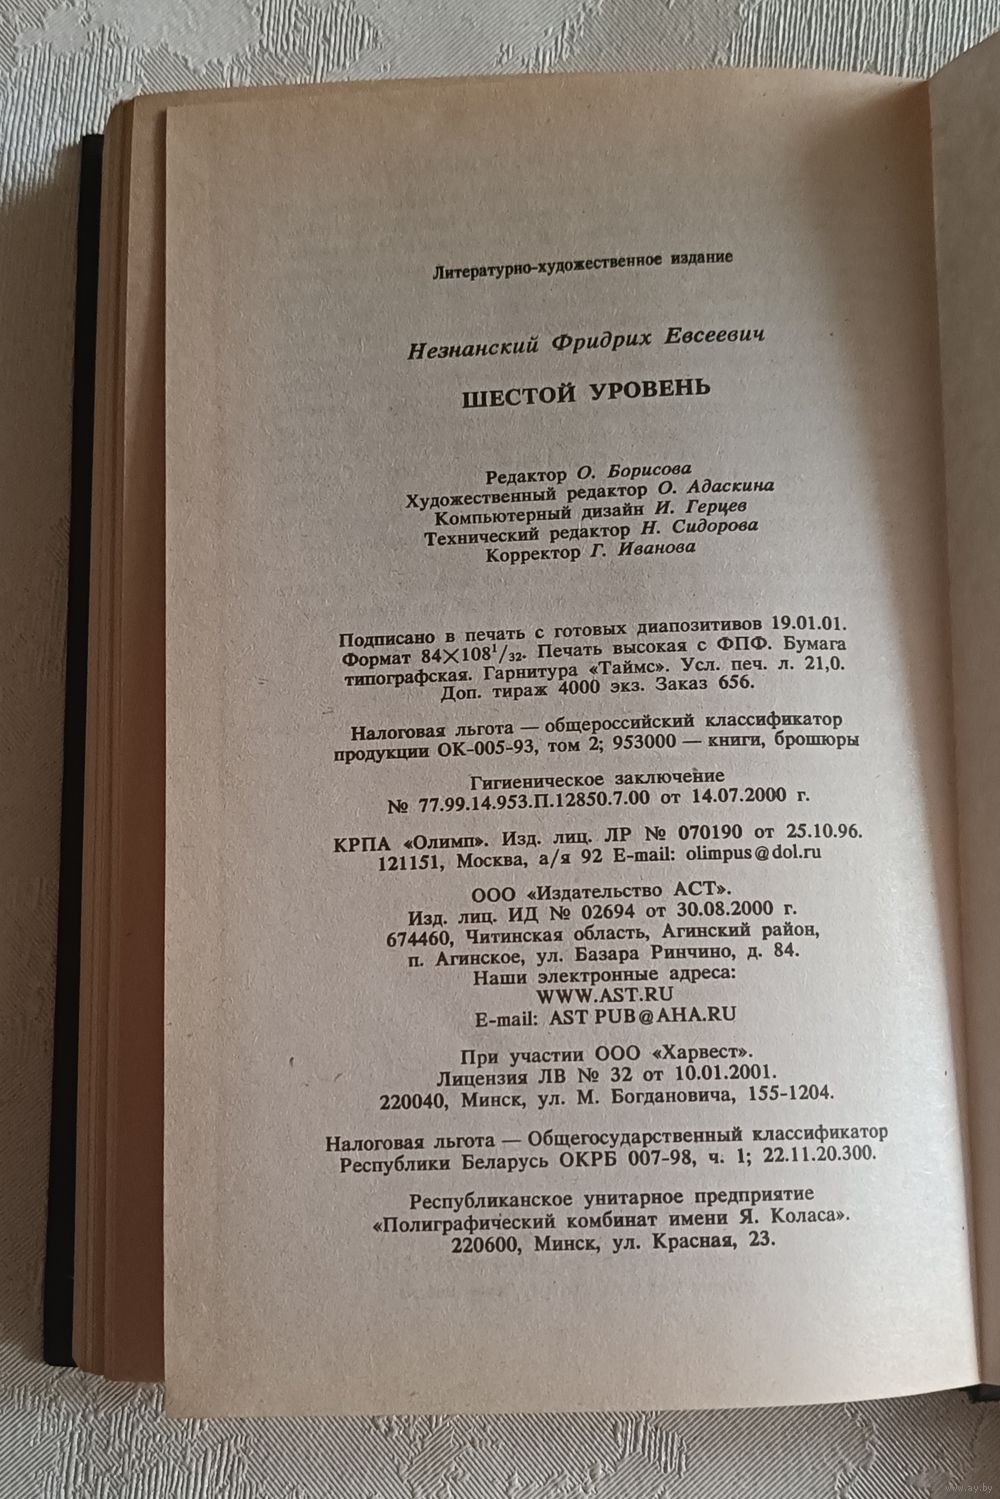 Литературно-художественное издание
Незнанский Фридрих Евсеевич
ШЕСТОЙ УРОВЕНЬ
Редактор О. Борисова
Художественный редактор О. Адаскина
Компьютерный дизайн И. Герцев
Технический редактор Н. Сидорова
Корректор Г. Иванова
Подписано в печать с готовых диапозитивов 19.01.01.
Формат 84×108¹/₃₂. Печать высокая с ФПФ. Бумага
типографская. Гарнитура «Таймс». Усл. печ. л. 21,0.
Доп. тираж 4000 экз. Заказ 656.
Налоговая льгота — общероссийский классификатор
продукции ОК-005-93, том 2; 953000 — книги, брошюры
Гигиеническое заключение
№ 77.99.14.953.П.12850.7.00 от 14.07.2000 г.
КРПА «Олимп». Изд. лиц. ЛР № 070190 от 25.10.96.
121151, Москва, а/я 92 E-mail: olimpus@dol.ru
ООО «Издательство АСТ».
Изд. лиц. ИД № 02694 от 30.08.2000 г.
674460, Читинская область, Агинский район,
п. Агинское, ул. Базара Ринчино, д. 84.
Наши электронные адреса:
WWW.AST.RU
E-mail: AST PUB@AHA.RU
При участии ООО «Харвест».
Лицензия ЛВ № 32 от 10.01.2001.
220040, Минск, ул. М. Богдановича, 155-1204.
Налоговая льгота — Общегосударственный классификатор
Республики Беларусь ОКРБ 007-98, ч. 1; 22.11.20.300.
Республиканское унитарное предприятие
«Полиграфический комбинат имени Я. Коласа».
220600, Минск, ул. Красная, 23.
www.ay.by